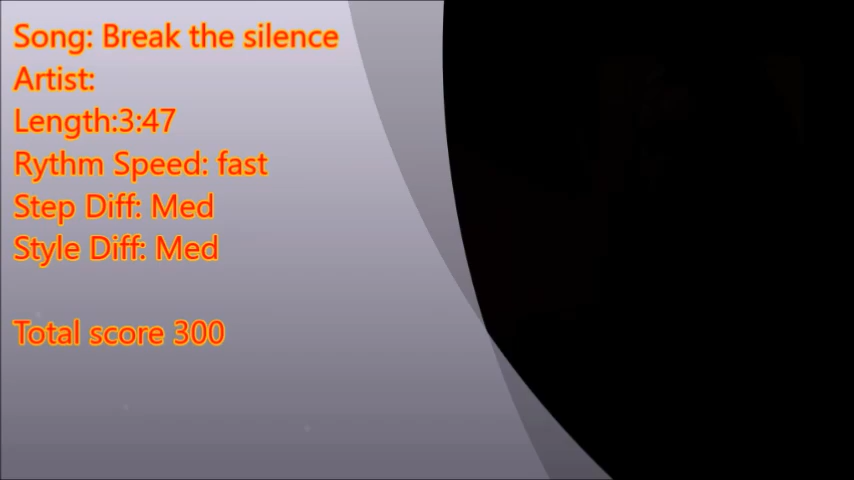 Song: Break the silence
Artist:
Length:3:47
Rythm Speed: fast
Step Diff: Med
Style Diff: Med
Total score 300